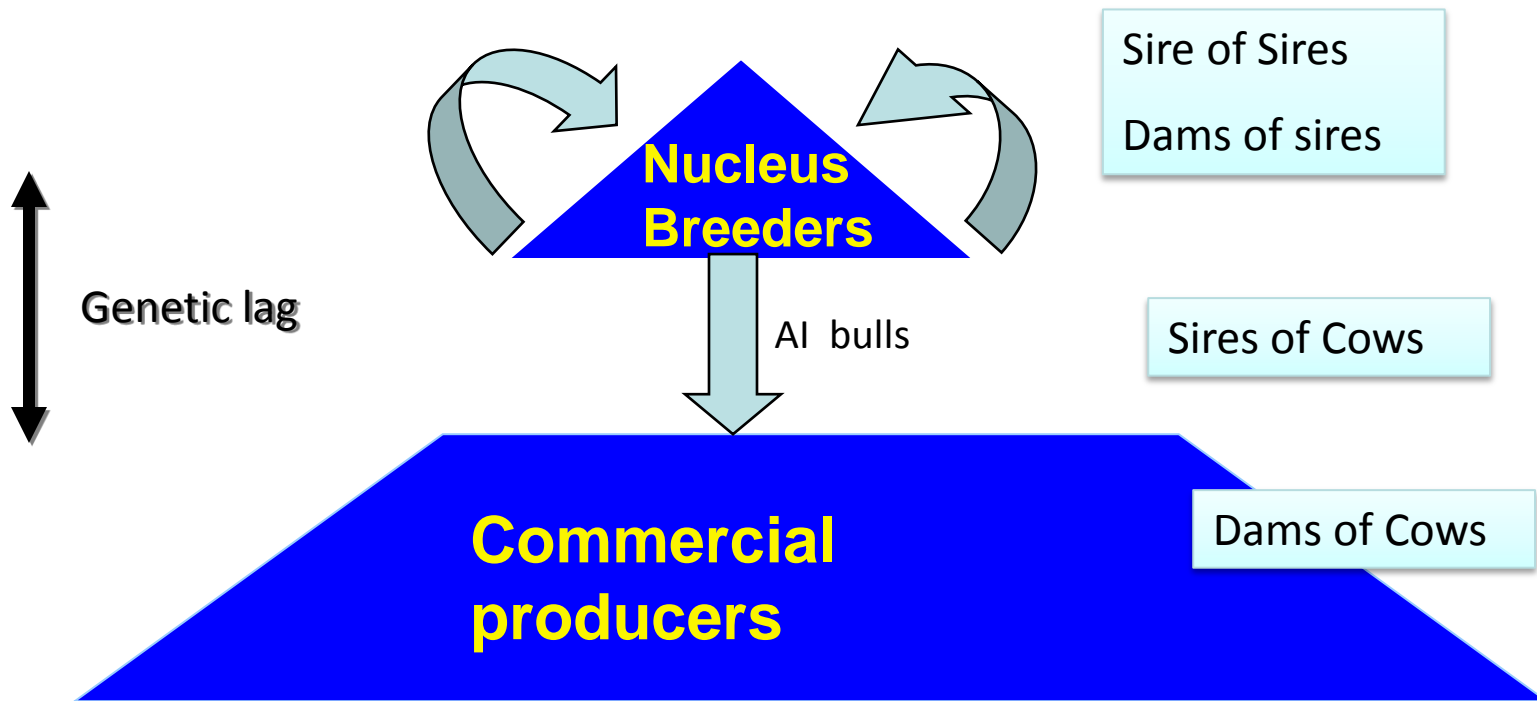 Sire of Sires
Dams of sires
Nucleus
Breeders
Genetic lag
AI bulls
Sires of Cows
Commercial
producers
Dams of Cows